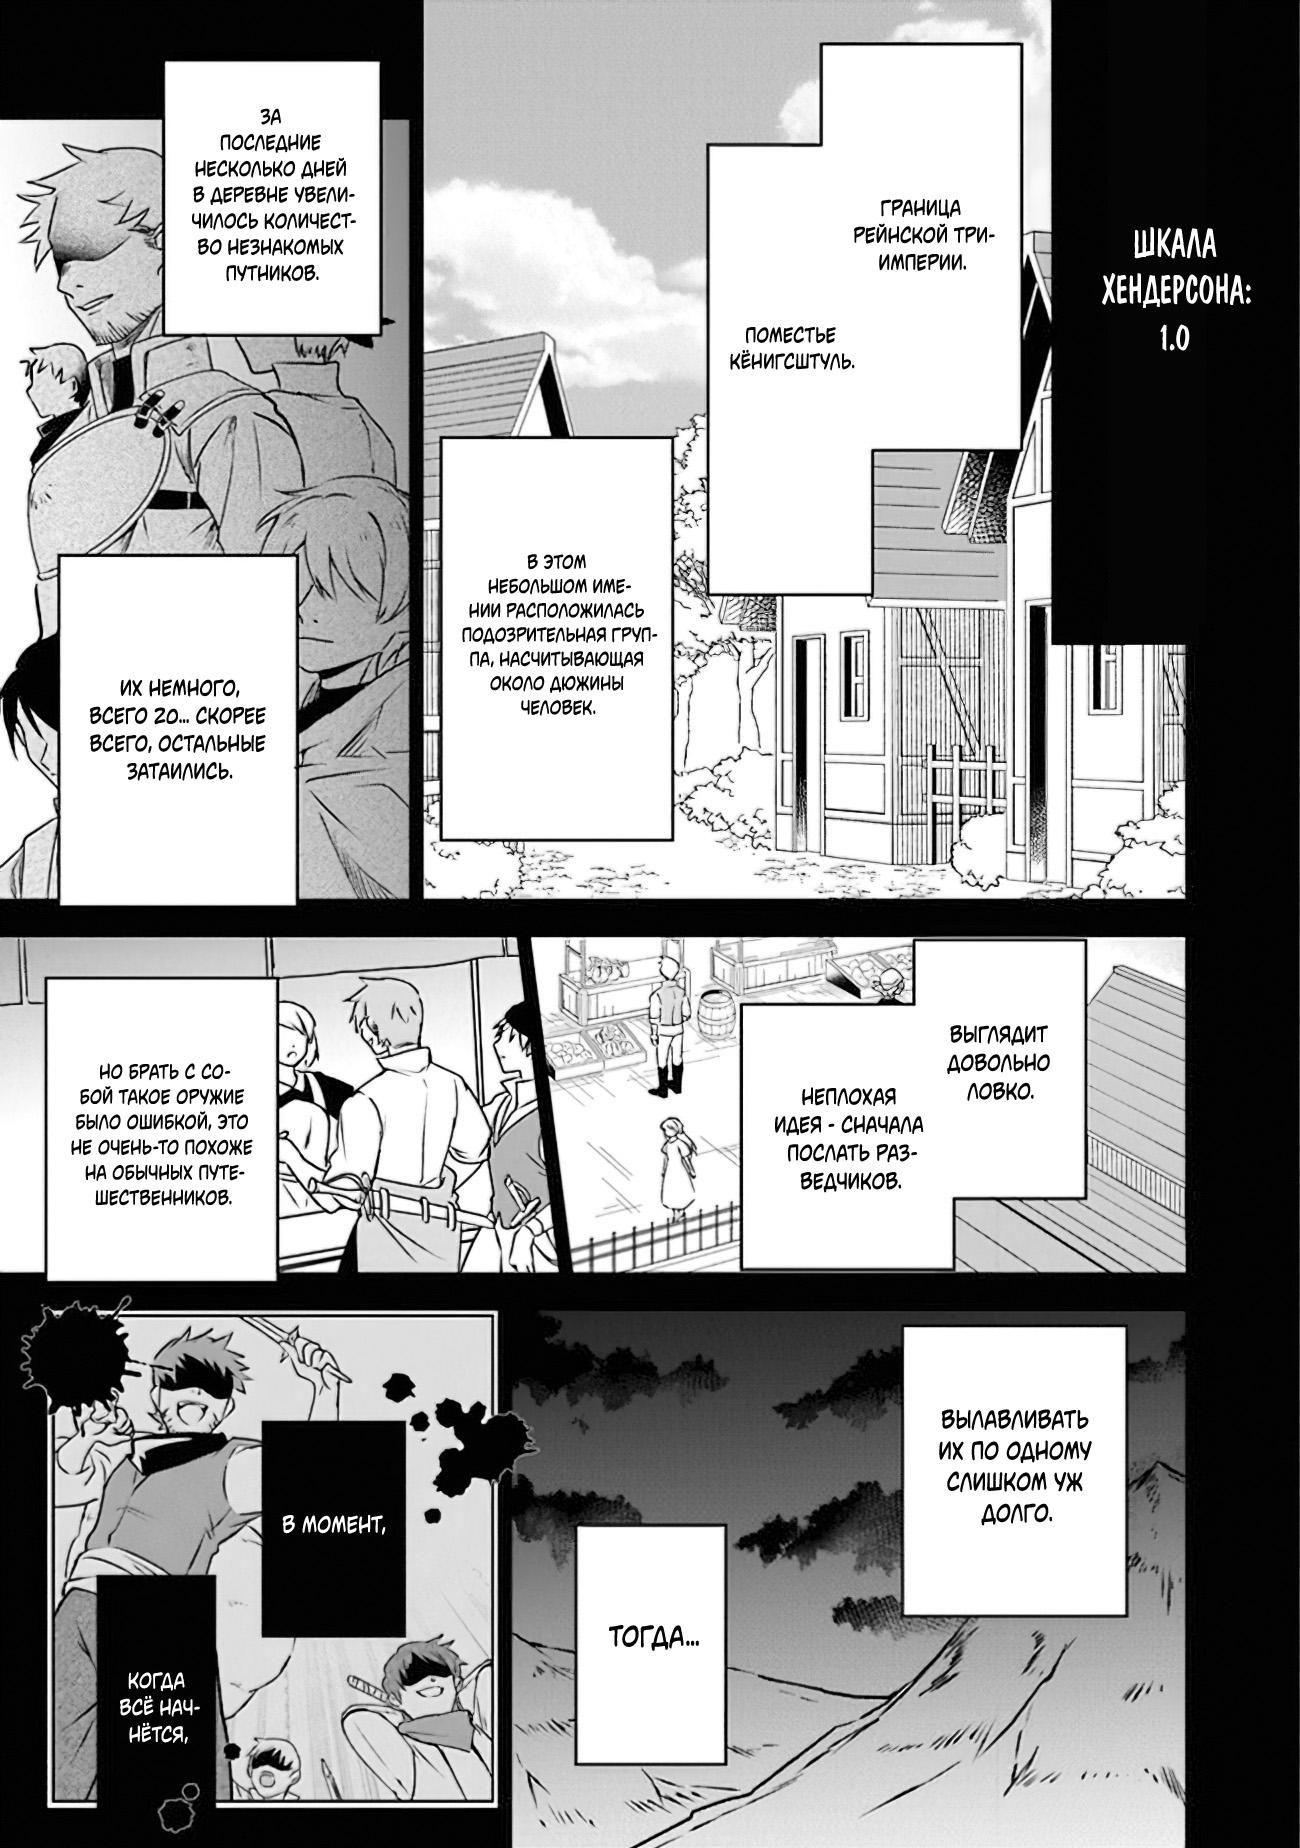 ШКАЛА
ХЕНДЕРСОНА:
1.0
ГРАНИЦА
РЕЙНСКОЙ ТРИ-
ИМПЕРИИ.
ПОМЕСТЬЕ
КЁНИГСШТУЛЬ.
В ЭТОМ
НЕБОЛЬШОМ ИМЕ-
НИИ РАСПОЛОЖИЛАСЬ
ПОДОЗРИТЕЛЬНАЯ ГРУП-
ПА, НАСЧИТЫВАЮЩАЯ
ОКОЛО ДЮЖИНЫ
ЧЕЛОВЕК.
ЗА
ПОСЛЕДНИЕ
НЕСКОЛЬКО ДНЕЙ
В ДЕРЕВНЕ УВЕЛИ-
ЧИЛОСЬ КОЛИЧЕСТ-
ВО НЕЗНАКОМЫХ
ПУТНИКОВ.
ИХ НЕМНОГО,
ВСЕГО 20... СКОРЕЕ
ВСЕГО, ОСТАЛЬНЫЕ
ЗАТАИЛИСЬ.
ВЫГЛЯДИТ
ДОВОЛЬНО
ЛОВКО.
НЕПЛОХАЯ
ИДЕЯ - СНАЧАЛА
ПОСЛАТЬ РАЗ-
ВЕДЧИКОВ.
НО БРАТЬ С СО-
БОЙ ТАКОЕ ОРУЖИЕ
БЫЛО ОШИБКОЙ, ЭТО
НЕ ОЧЕНЬ-ТО ПОХОЖЕ
НА ОБЫЧНЫХ ПУТЕ-
ШЕСТВЕННИКОВ.
ВЫЛАВЛИВАТЬ
ИХ ПО ОДНОМУ
СЛИШКОМ УЖ
ДОЛГО.
ТОГДА...
В МОМЕНТ,
КОГДА
ВСЁ НАЧ-
НЁТСЯ,